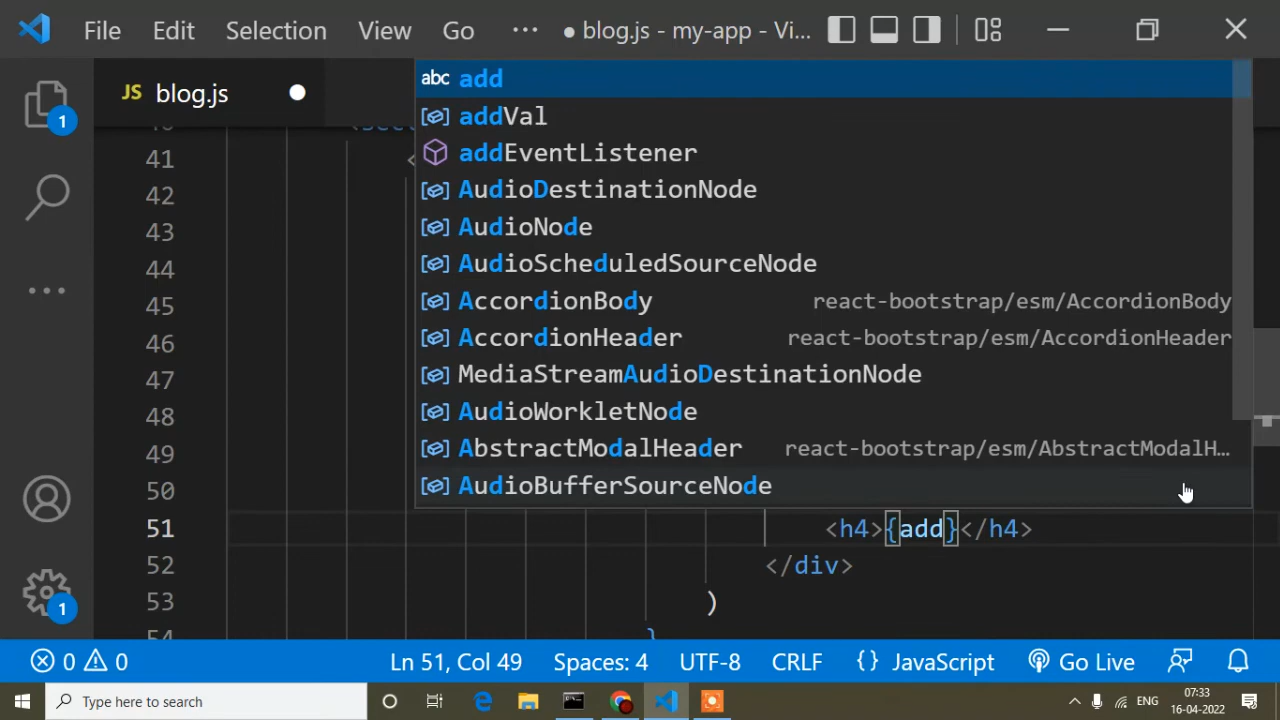 File Edit Selection View Go ··· ● blog.js - my-app - Vi...
JS blog.js
1
add
addVal
addEventListener
AudioDestinationNode
AudioNode
AudioScheduledSourceNode
AccordionBody react-bootstrap/esm/AccordionBody
AccordionHeader react-bootstrap/esm/AccordionHeader
MediaStreamAudioDestinationNode
AudioWorkletNode
AbstractModalHeader react-bootstrap/esm/AbstractModalH...
AudioBufferSourceNode
abc
41 <
42
43
44
45
46
47
48
49
50
51 <h4>{add}</h4>
52 </div>
53 )
54 }
1
0 0 Ln 51, Col 49 Spaces: 4 UTF-8 CRLF {} JavaScript Go Live
Type here to search ENG 07:33
16-04-2022